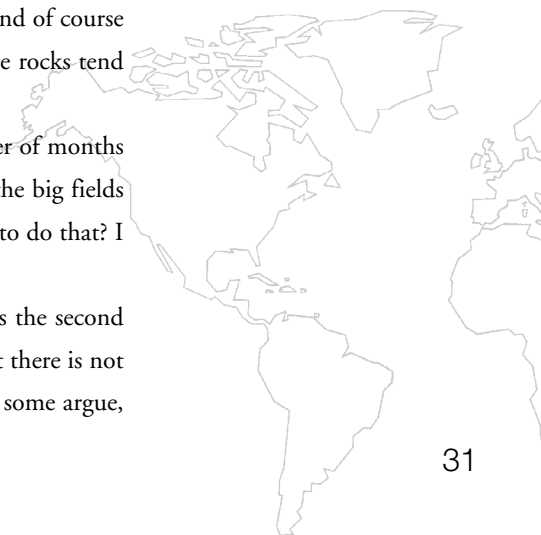 nd of course
e rocks tend
er of months
the big fields
to do that? I
s the second
t there is not
some argue,
31